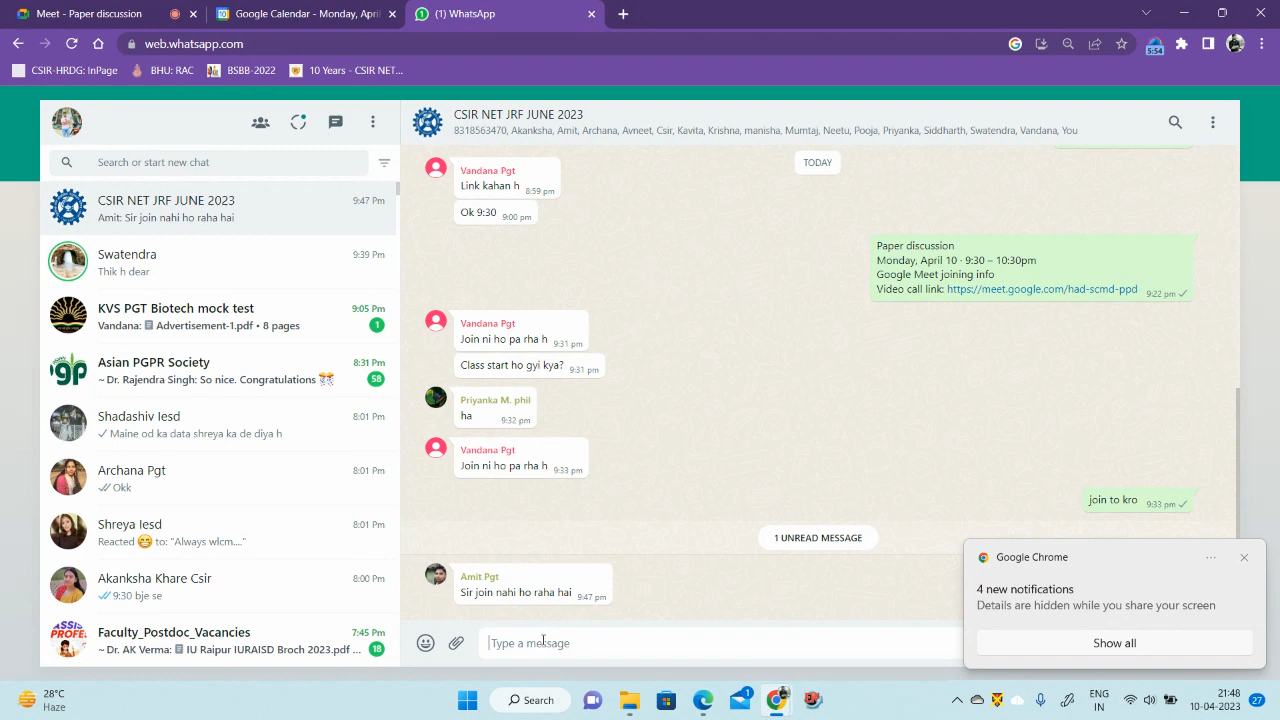 Meet - Paper discussion
Google Calendar - Monday, April
(1) WhatsApp
web.whatsapp.com
5:54
CSIR-HRDG: InPage
BHU: RAC
BSBB-2022
10 Years - CSIR NET...
Search or start new chat
CSIR NET JRF JUNE 2023
9:47 Pm
Amit: Sir join nahi ho raha hai
Swatendra
9:39 PM
Thik h dear
KVS PGT Biotech mock test
9:05 Pm
Vandana: Advertisement-1.pdf • 8 pages
1
Asian PGPR Society
8:31 Pm
~ Dr. Rajendra Singh: So nice. Congratulations 🎊
58
Shadashiv Iesd
8:01 Pm
Maine od ka data shreya ka de diya h
Archana Pgt
8:01 Pm
Okk
Shreya Iesd
8:01 PM
Reacted 😊 to: "Always wlcm...."
Akanksha Khare Csir
8:00 PM
9:30 bje se
Faculty_Postdoc_Vacancies
7:45 Pm
~ Dr. AK Verma: IU Raipur IURAISD Broch 2023.pdf ...
18
CSIR NET JRF JUNE 2023
8318563470, Akanksha, Amit, Archana, Avneet, Csir, Kavita, Krishna, manisha, Mumtaj, Neetu, Pooja, Priyanka, Siddharth, Swatendra, Vandana, You
TODAY
Vandana Pgt
Link kahan h 8:59 pm
Ok 9:30 9:00 pm
Paper discussion
Monday, April 10 · 9:30 – 10:30pm
Google Meet joining info
Video call link: https://meet.google.com/had-scmd-ppd
9:22 pm
Vandana Pgt
Join ni ho pa rha h 9:31 pm
Class start ho gyi kya? 9:31 pm
Priyanka M. phil
ha
9:32 pm
Vandana Pgt
Join ni ho pa rha h 9:33 pm
join to kro 9:33 pm
1 UNREAD MESSAGE
Amit Pgt
Sir join nahi ho raha hai 9:47 pm
Type a message
Google Chrome
4 new notifications
Details are hidden while you share your screen
Show all
28°C
Haze
Search
1
ENG
IN
21:48
10-04-2023
27